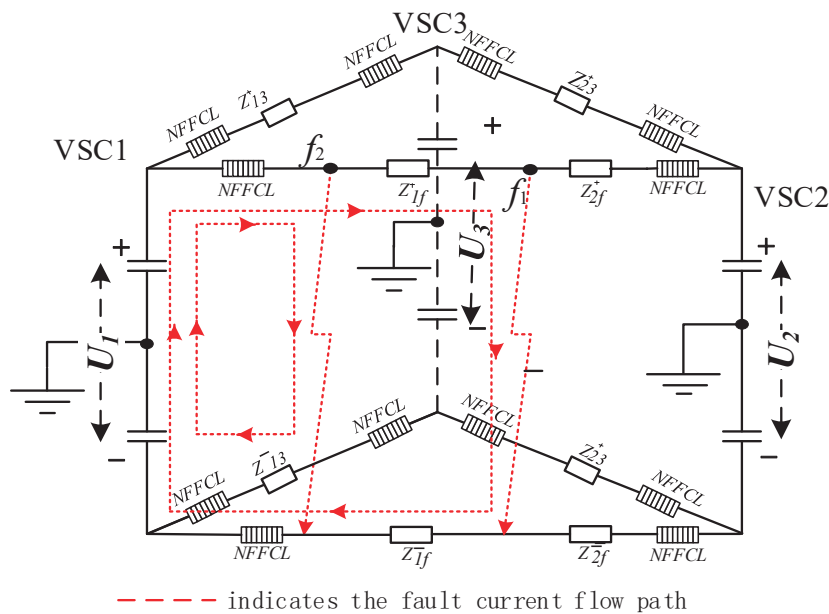 VSC3
NFFCL
NFFCL
Z⁺13
Z⁺23
NFFCL
NFFCL
+
VSC1
f2
NFFCL
Z⁺1f
f1
Z⁺2f
NFFCL
VSC2
+
U1
−
U3
−
−
+
U2
−
NFFCL
NFFCL
Z⁻13
Z⁺23
NFFCL
NFFCL
NFFCL
Z⁻1f
Z⁻2f
NFFCL
indicates the fault current flow path